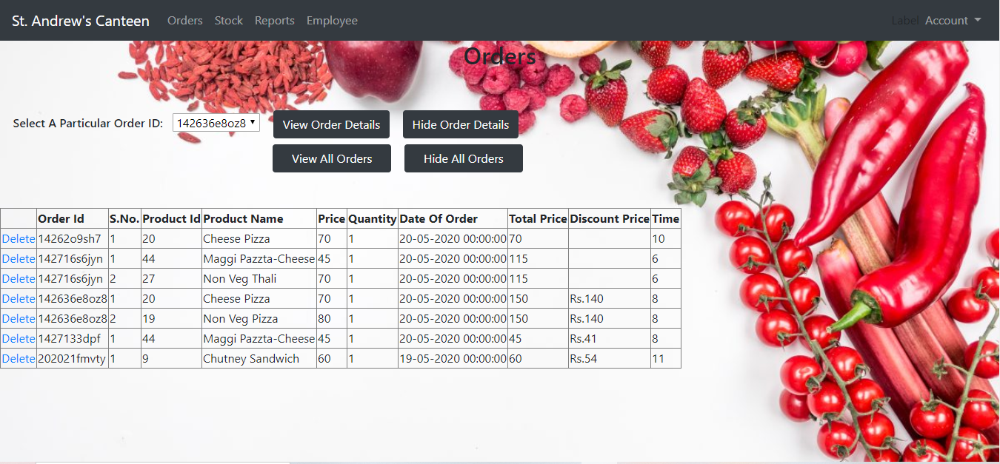 St. Andrew's Canteen Orders Stock Reports Employee Label Account
Orders
Select A Particular Order ID: 142636e8oz8 View Order Details Hide Order Details
View All Orders Hide All Orders
Order Id S.No. Product Id Product Name Price Quantity Date Of Order Total Price Discount Price Time
Delete 14262o9sh7 1 20 Cheese Pizza 70 1 20-05-2020 00:00:00 70 10
Delete 142716s6jyn 1 44 Maggi Pazzta-Cheese 45 1 20-05-2020 00:00:00 115 6
Delete 142716s6jyn 2 27 Non Veg Thali 70 1 20-05-2020 00:00:00 115 6
Delete 142636e8oz8 1 20 Cheese Pizza 70 1 20-05-2020 00:00:00 150 Rs.140 8
Delete 142636e8oz8 2 19 Non Veg Pizza 80 1 20-05-2020 00:00:00 150 Rs.140 8
Delete 1427133dpf 1 44 Maggi Pazzta-Cheese 45 1 20-05-2020 00:00:00 45 Rs.41 8
Delete 202021fmvty 1 9 Chutney Sandwich 60 1 19-05-2020 00:00:00 60 Rs.54 11